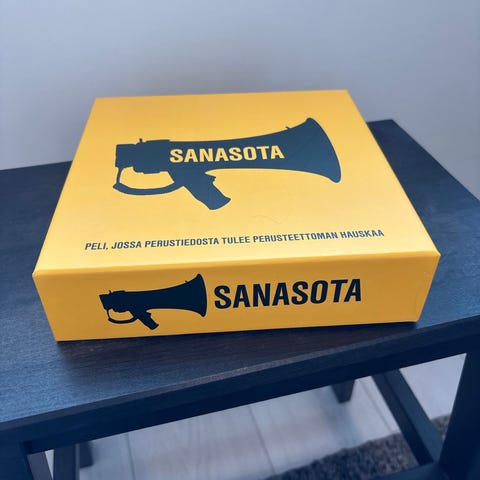 SANASOTA
PELI, JOSSA PERUSTIEDOSTA TULEE PERUSTEETTOMAN HAUSKAA
SANASOTA